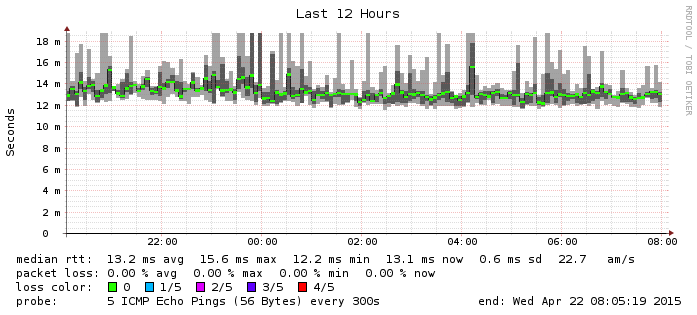 Last 12 Hours
RRDTOOL / TOBI OETIKER
Seconds
18 m
16 m
14 m
12 m
10 m
8 m
6 m
4 m
2 m
0
22:00 00:00 02:00 04:00 06:00 08:00
median rtt: 13.2 ms avg 15.6 ms max 12.2 ms min 13.1 ms now 0.6 ms sd 22.7 am/s
packet loss: 0.00 % avg 0.00 % max 0.00 % min 0.00 % now
loss color: 0 1/5 2/5 3/5 4/5
probe: 5 ICMP Echo Pings (56 Bytes) every 300s end: Wed Apr 22 08:05:19 2015